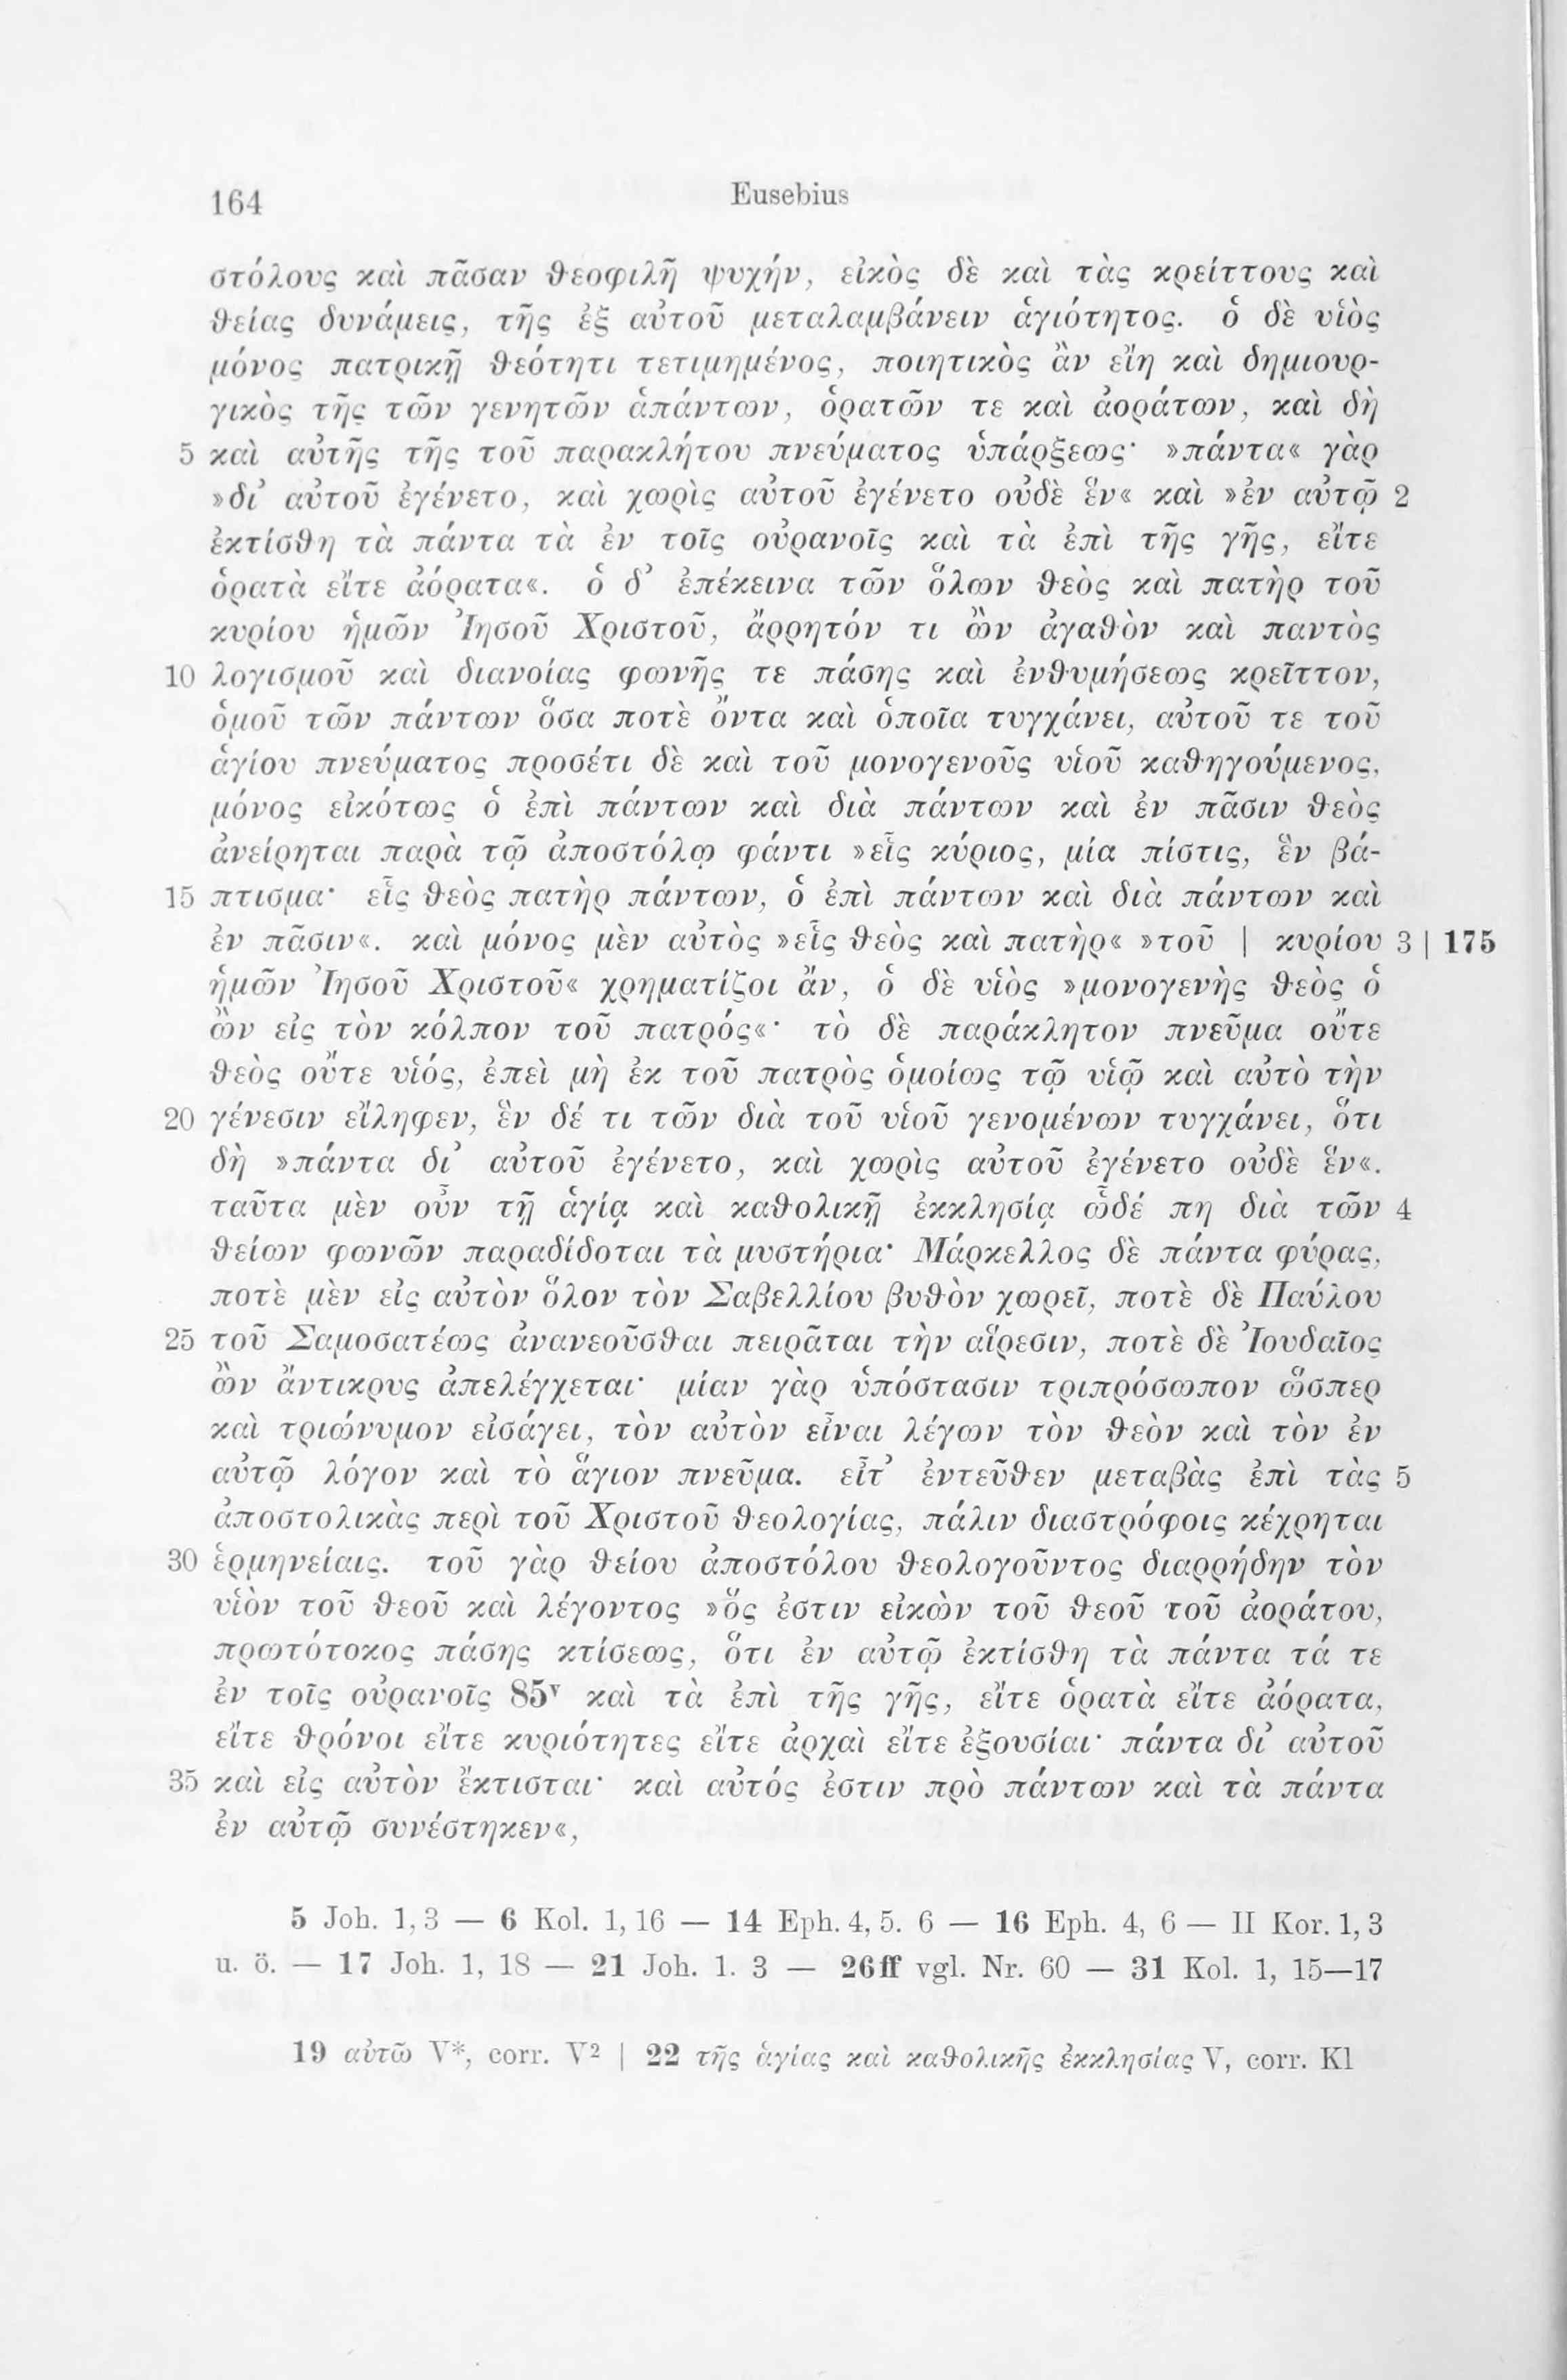 164 Eusebius
στόλους καὶ πᾶσαν θεοφιλῆ ψυχήν, εἰκὸς δὲ καὶ τὰς κρείττους καὶ
θείας δυνάμεις, τῆς ἐξ αὐτοῦ μεταλαμβάνειν ἁγιότητος. ὁ δὲ υἱὸς
μόνος πατρικῇ θεότητι τετιμημένος, ποιητικὸς ἂν εἴη καὶ δημιουρ-
γικὸς τῆς τῶν γενητῶν ἁπάντων, ὁρατῶν τε καὶ ἀοράτων, καὶ δὴ
5 καὶ αὐτῆς τῆς τοῦ παρακλήτου πνεύματος ὑπάρξεως· »πάντα« γὰρ
»δι’ αὐτοῦ ἐγένετο, καὶ χωρὶς αὐτοῦ ἐγένετο οὐδὲ ἕν« καὶ »ἐν αὐτῷ 2
ἐκτίσθη τὰ πάντα τὰ ἐν τοῖς οὐρανοῖς καὶ τὰ ἐπὶ τῆς γῆς, εἴτε
ὁρατὰ εἴτε ἀόρατα«. ὁ δ’ ἐπέκεινα τῶν ὅλων θεὸς καὶ πατὴρ τοῦ
κυρίου ἡμῶν Ἰησοῦ Χριστοῦ, ἄρρητόν τι ὢν ἀγαθὸν καὶ παντὸς
10 λογισμοῦ καὶ διανοίας φωνῆς τε πάσης καὶ ἐνθυμήσεως κρεῖττον,
ὁμοῦ τῶν πάντων ὅσα ποτὲ ὄντα καὶ ὁποῖα τυγχάνει, αὐτοῦ τε τοῦ
ἁγίου πνεύματος προσέτι δὲ καὶ τοῦ μονογενοῦς υἱοῦ καθηγούμενος,
μόνος εἰκότως ὁ ἐπὶ πάντων καὶ διὰ πάντων καὶ ἐν πᾶσιν θεὸς
ἀνείρηται παρὰ τῷ ἀποστόλῳ φάντι »εἷς κύριος, μία πίστις, ἓν βά-
15 πτισμα· εἷς θεὸς πατὴρ πάντων, ὁ ἐπὶ πάντων καὶ διὰ πάντων καὶ
ἐν πᾶσιν«. καὶ μόνος μὲν αὐτὸς »εἷς θεὸς καὶ πατὴρ« »τοῦ | κυρίου 3 | 175
ἡμῶν Ἰησοῦ Χριστοῦ« χρηματίζοι ἄν, ὁ δὲ υἱὸς »μονογενὴς θεὸς ὁ
ὢν εἰς τὸν κόλπον τοῦ πατρός«· τὸ δὲ παράκλητον πνεῦμα οὔτε
θεὸς οὔτε υἱός, ἐπεὶ μὴ ἐκ τοῦ πατρὸς ὁμοίως τῷ υἱῷ καὶ αὐτὸ τὴν
20 γένεσιν εἴληφεν, ἓν δέ τι τῶν διὰ τοῦ υἱοῦ γενομένων τυγχάνει, ὅτι
δὴ »πάντα δι’ αὐτοῦ ἐγένετο, καὶ χωρὶς αὐτοῦ ἐγένετο οὐδὲ ἕν«.
ταῦτα μὲν οὖν τῇ ἁγίᾳ καὶ καθολικῇ ἐκκλησίᾳ ὧδέ πη διὰ τῶν 4
θείων φωνῶν παραδίδοται τὰ μυστήρια· Μάρκελλος δὲ πάντα φύρας,
ποτὲ μὲν εἰς αὐτὸν ὅλον τὸν Σαβελλίου βυθὸν χωρεῖ, ποτὲ δὲ Παύλου
25 τοῦ Σαμοσατέως ἀνανεοῦσθαι πειρᾶται τὴν αἵρεσιν, ποτὲ δὲ Ἰουδαῖος
ὢν ἄντικρυς ἀπελέγχεται· μίαν γὰρ ὑπόστασιν τριπρόσωπον ὥσπερ
καὶ τριώνυμον εἰσάγει, τὸν αὐτὸν εἶναι λέγων τὸν θεὸν καὶ τὸν ἐν
αὐτῷ λόγον καὶ τὸ ἅγιον πνεῦμα. εἶτ’ ἐντεῦθεν μεταβὰς ἐπὶ τὰς 5
ἀποστολικὰς περὶ τοῦ Χριστοῦ θεολογίας, πάλιν διαστρόφοις κέχρηται
30 ἑρμηνείαις. τοῦ γὰρ θείου ἀποστόλου θεολογοῦντος διαρρήδην τὸν
υἱὸν τοῦ θεοῦ καὶ λέγοντος »ὅς ἐστιν εἰκὼν τοῦ θεοῦ τοῦ ἀοράτου,
πρωτότοκος πάσης κτίσεως, ὅτι ἐν αὐτῷ ἐκτίσθη τὰ πάντα τά τε
ἐν τοῖς οὐρανοῖς 85ᵛ καὶ τὰ ἐπὶ τῆς γῆς, εἴτε ὁρατὰ εἴτε ἀόρατα,
εἴτε θρόνοι εἴτε κυριότητες εἴτε ἀρχαὶ εἴτε ἐξουσίαι· πάντα δι’ αὐτοῦ
35 καὶ εἰς αὐτὸν ἔκτισται· καὶ αὐτός ἐστιν πρὸ πάντων καὶ τὰ πάντα
ἐν αὐτῷ συνέστηκεν«,
5 Joh. 1, 3 — 6 Kol. 1, 16 — 14 Eph. 4, 5. 6 — 16 Eph. 4, 6 — II Kor. 1, 3
u. ö. — 17 Joh. 1, 18 — 21 Joh. 1. 3 — 26ff vgl. Nr. 60 — 31 Kol. 1, 15—17
19 αὐτῶ V*, corr. V² | 22 τῆς ἁγίας καὶ καθολικῆς ἐκκλησίας V, corr. Kl